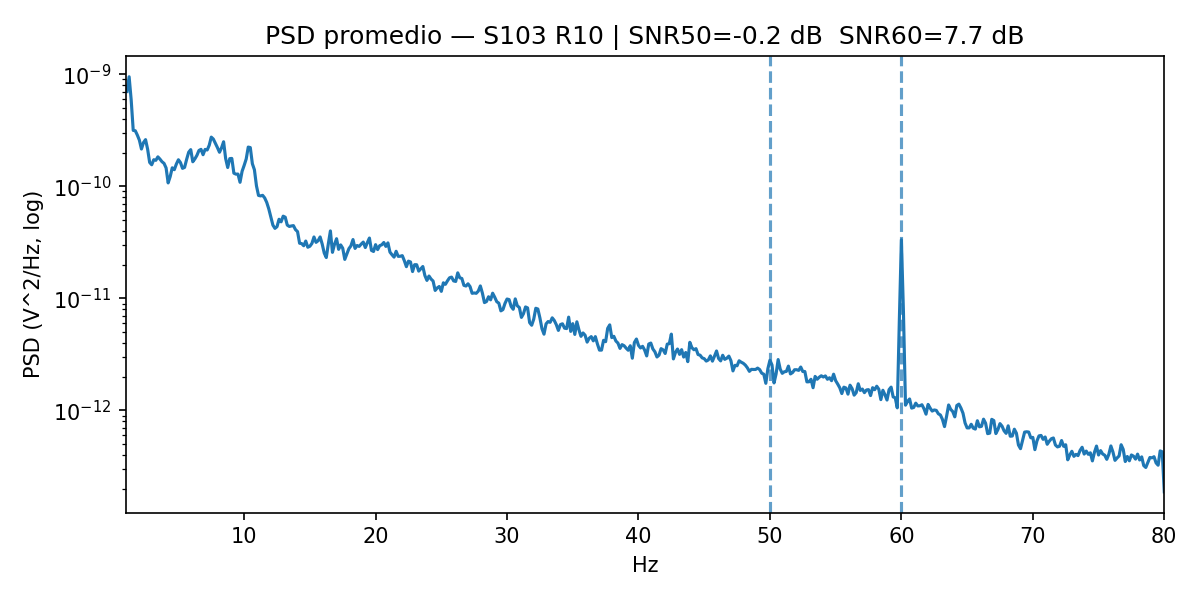 PSD promedio — S103 R10 | SNR50=-0.2 dB  SNR60=7.7 dB
PSD (V^2/Hz, log)
10⁻⁹
10⁻¹⁰
10⁻¹¹
10⁻¹²
10 20 30 40 50 60 70 80
Hz